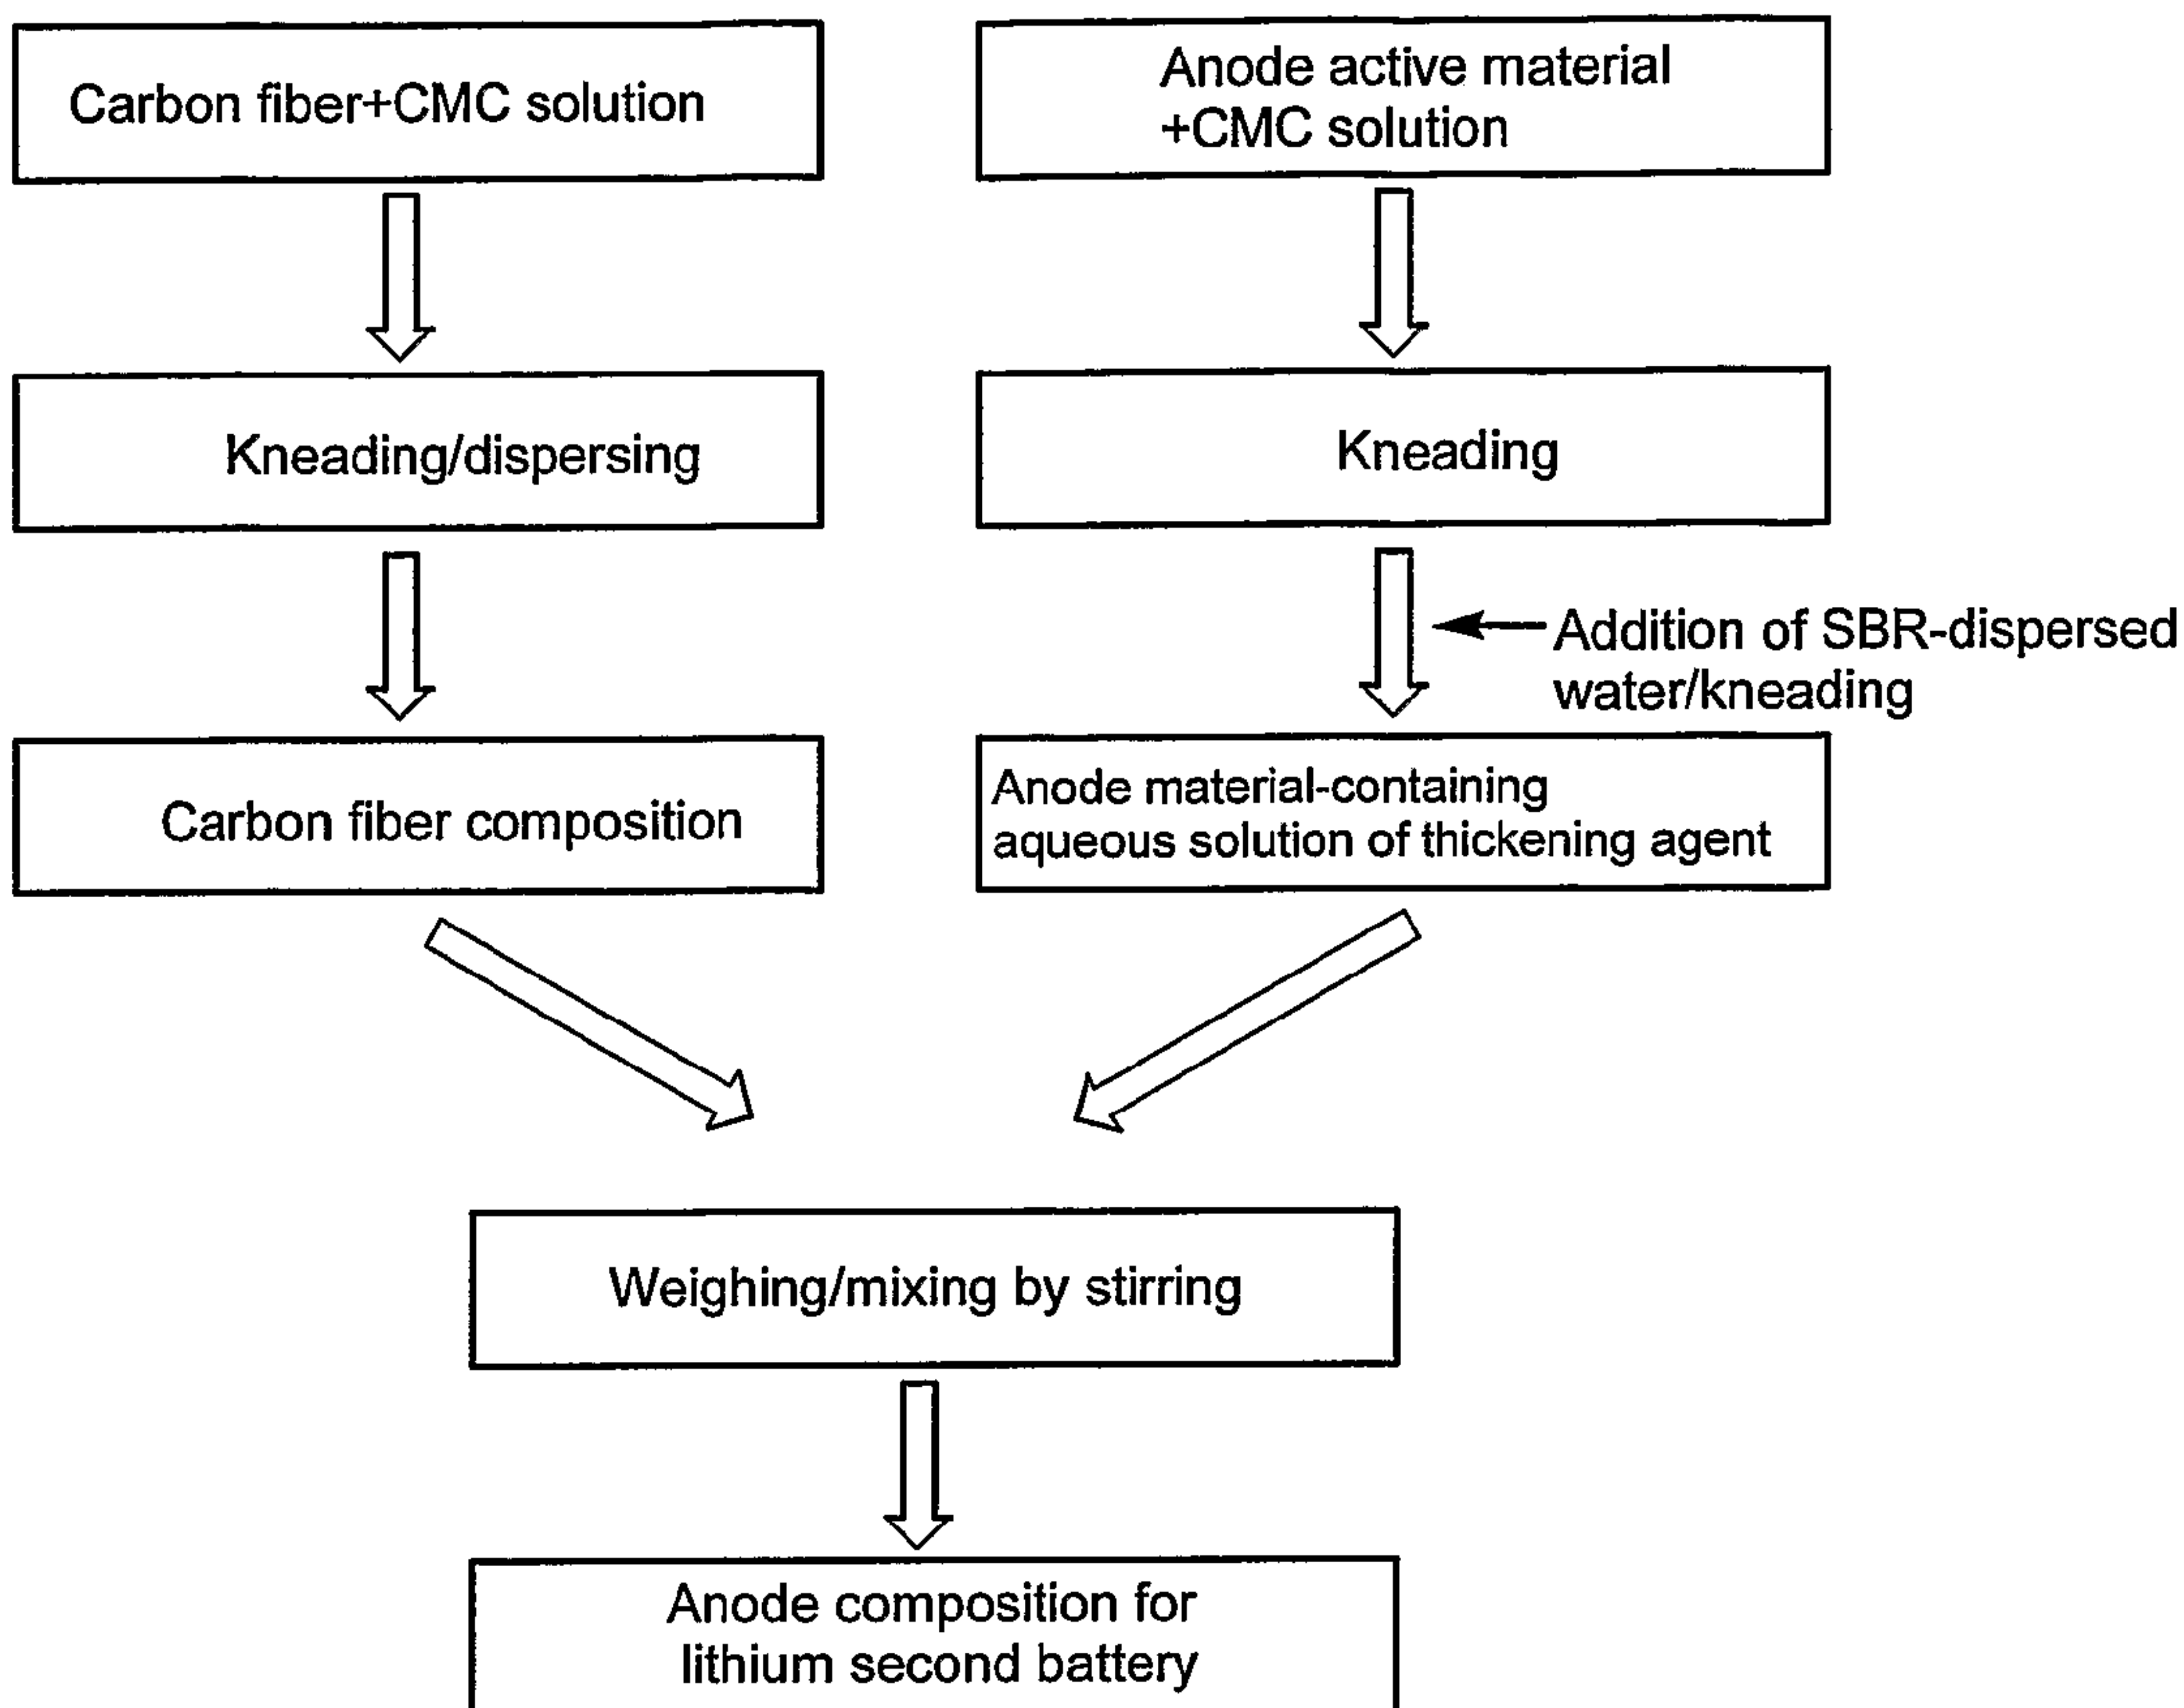 Carbon fiber+CMC solution
Anode active material
+CMC solution
Kneading/dispersing
Kneading
Addition of SBR-dispersed
water/kneading
Carbon fiber composition
Anode material-containing
aqueous solution of thickening agent
Weighing/mixing by stirring
Anode composition for
lithium second battery